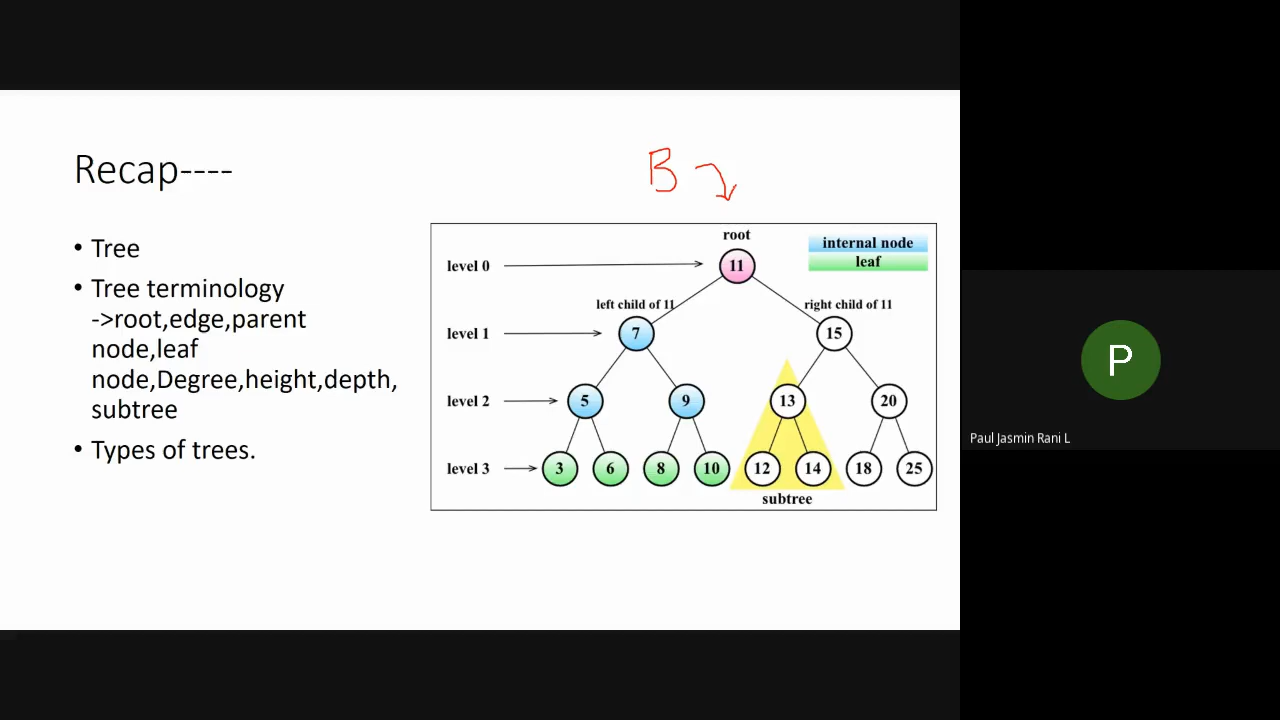 Recap----
• Tree
• Tree terminology
->root,edge,parent
node,leaf
node,Degree,height,depth,
subtree
• Types of trees.
B
root
internal node
leaf
level 0
11
left child of 11
right child of 11
level 1
7
15
level 2
5
9
13
20
level 3
3
6
8
10
12
14
18
25
subtree
P
Paul Jasmin Rani L